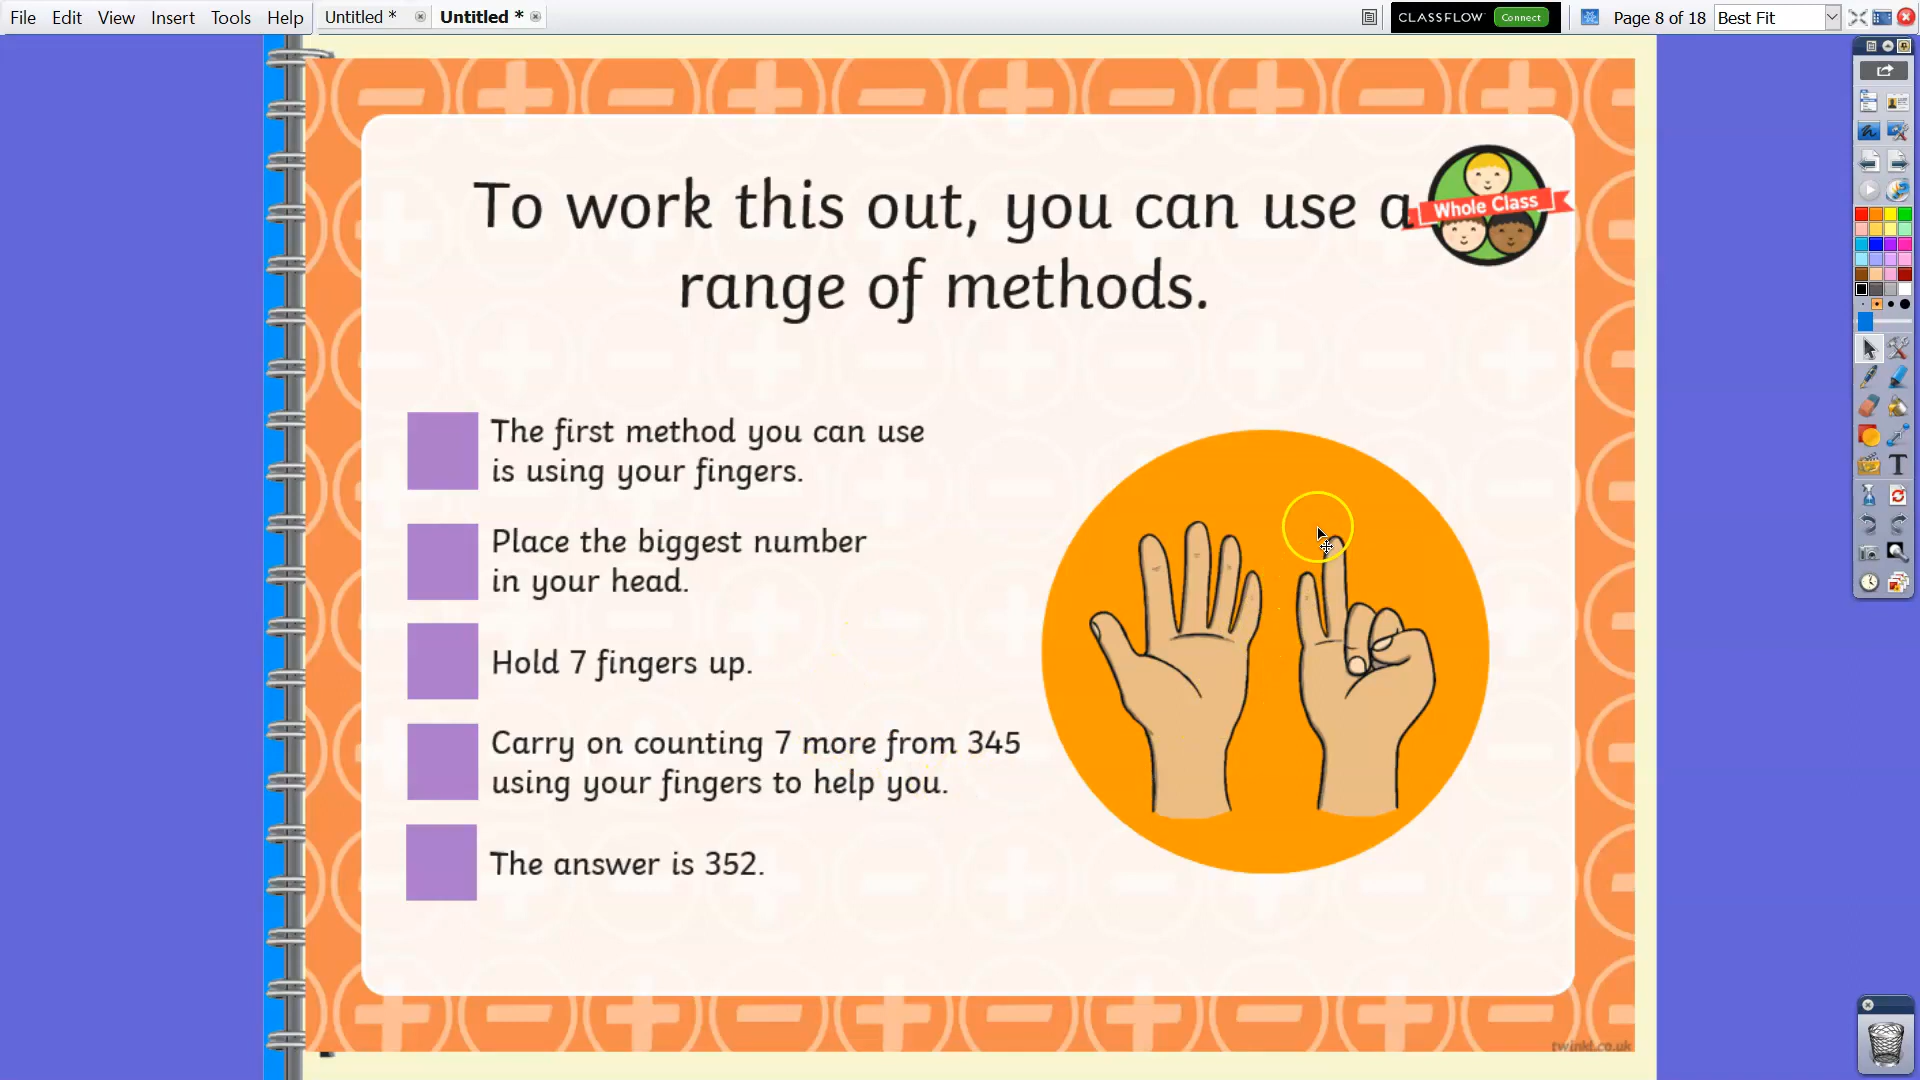 File Edit View Insert Tools Help Untitled * Untitled * CLASSFLOW Connect Page 8 of 18 Best Fit
To work this out, you can use a
range of methods.
Whole Class
The first method you can use
is using your fingers.
Place the biggest number
in your head.
Hold 7 fingers up.
Carry on counting 7 more from 345
using your fingers to help you.
The answer is 352.
twinkl.co.uk